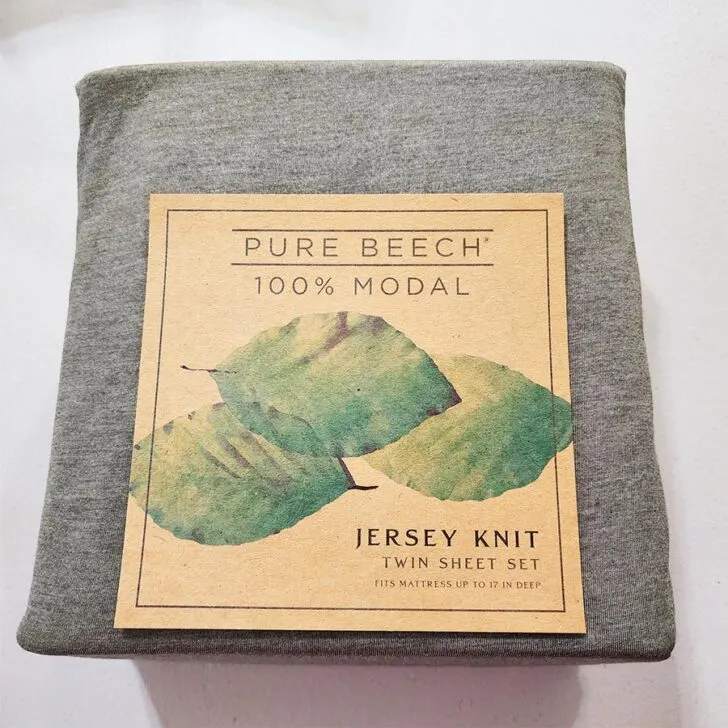 PURE BEECH®
100% MODAL
JERSEY KNIT
TWIN SHEET SET
FITS MATTRESS UP TO 17 IN DEEP